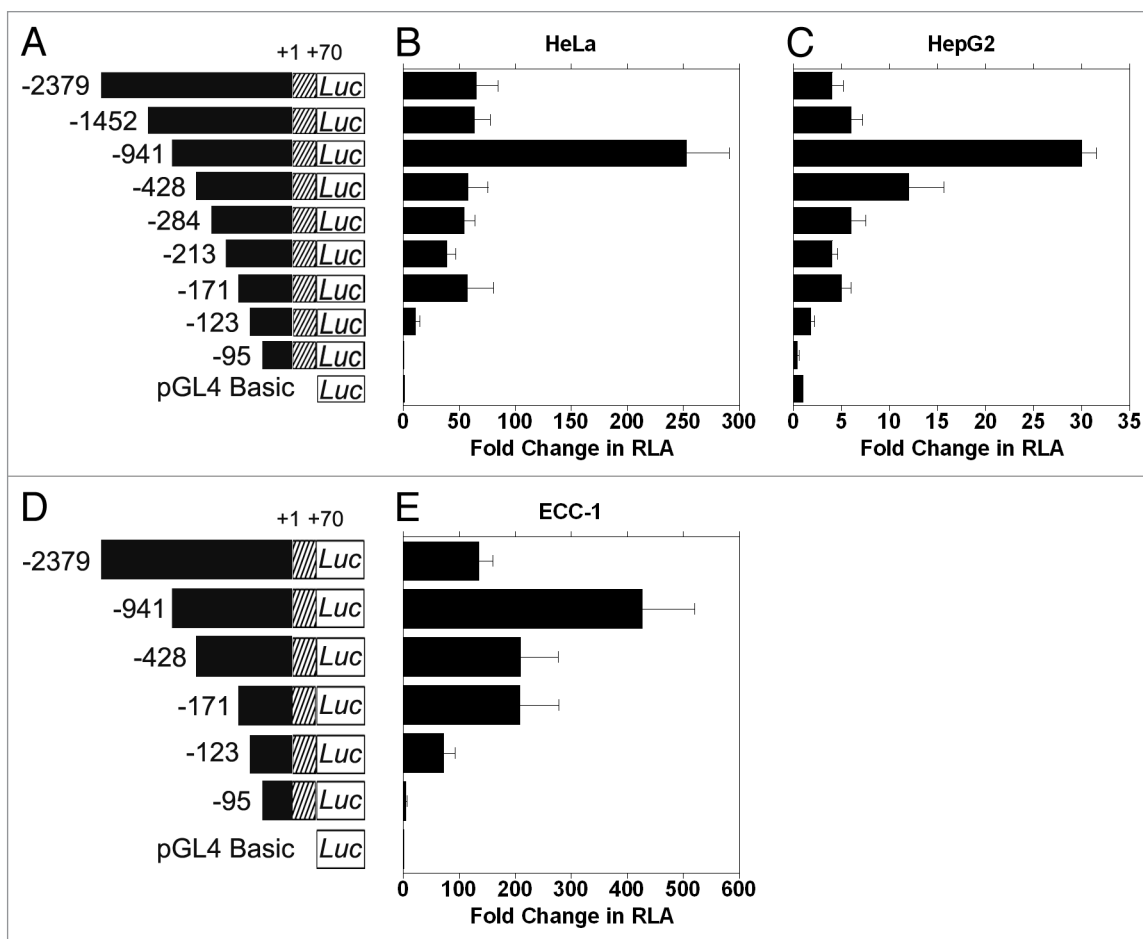 A
+1 +70
-2379 Luc
-1452 Luc
-941 Luc
-428 Luc
-284 Luc
-213 Luc
-171 Luc
-123 Luc
-95 Luc
pGL4 Basic Luc
B
HeLa
0 50 100 150 200 250 300
Fold Change in RLA
C
HepG2
0 5 10 15 20 25 30 35
Fold Change in RLA
D
+1 +70
-2379 Luc
-941 Luc
-428 Luc
-171 Luc
-123 Luc
-95 Luc
pGL4 Basic Luc
E
ECC-1
0 100 200 300 400 500 600
Fold Change in RLA